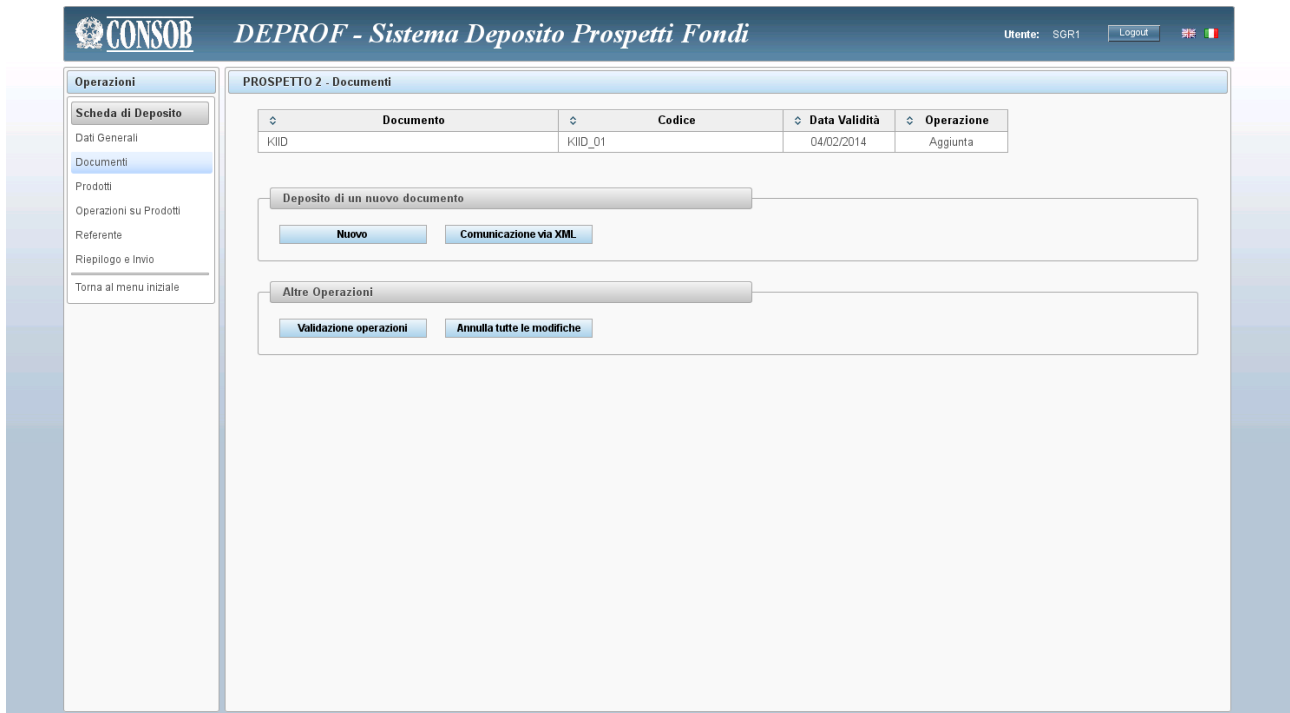 CONSOB DEPROF - Sistema Deposito Prospetti Fondi Utente: SGR1 Logout
Operazioni
Scheda di Deposito
Dati Generali
Documenti
Prodotti
Operazioni su Prodotti
Referente
Riepilogo e Invio
Torna al menu iniziale
PROSPETTO 2 - Documenti
Documento Codice Data Validità Operazione
KIID KIID_01 04/02/2014 Aggiunta
Deposito di un nuovo documento
Nuovo Comunicazione via XML
Altre Operazioni
Validazione operazioni Annulla tutte le modifiche